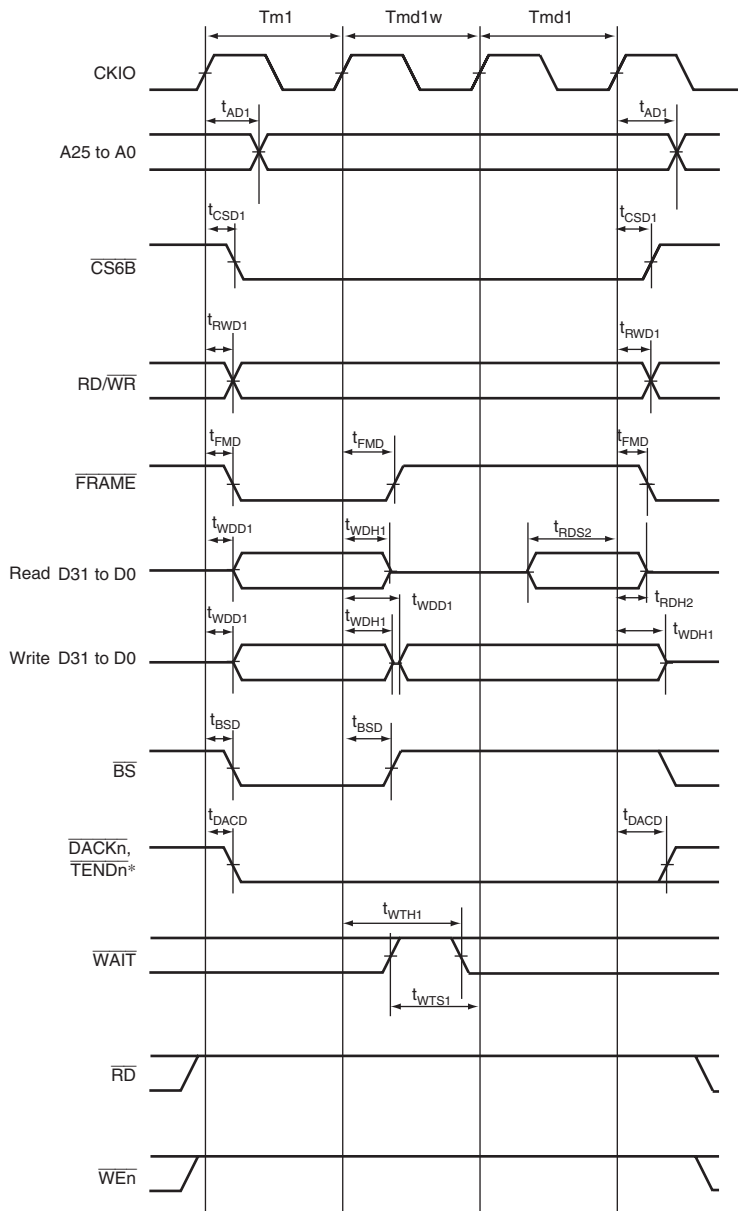 Tm1 Tmd1w Tmd1
CKIO
tAD1 tAD1
A25 to A0
tCSD1 tCSD1
CS6B
tRWD1 tRWD1
RD/WR
tFMD tFMD tFMD
FRAME
tWDD1 tWDH1 tRDS2
Read D31 to D0
tWDD1 tRDH2
tWDD1 tWDH1 tWDH1
Write D31 to D0
tBSD tBSD
BS
tDACD tDACD
DACKn,
TENDn*
tWTH1
WAIT
tWTS1
RD
WEn